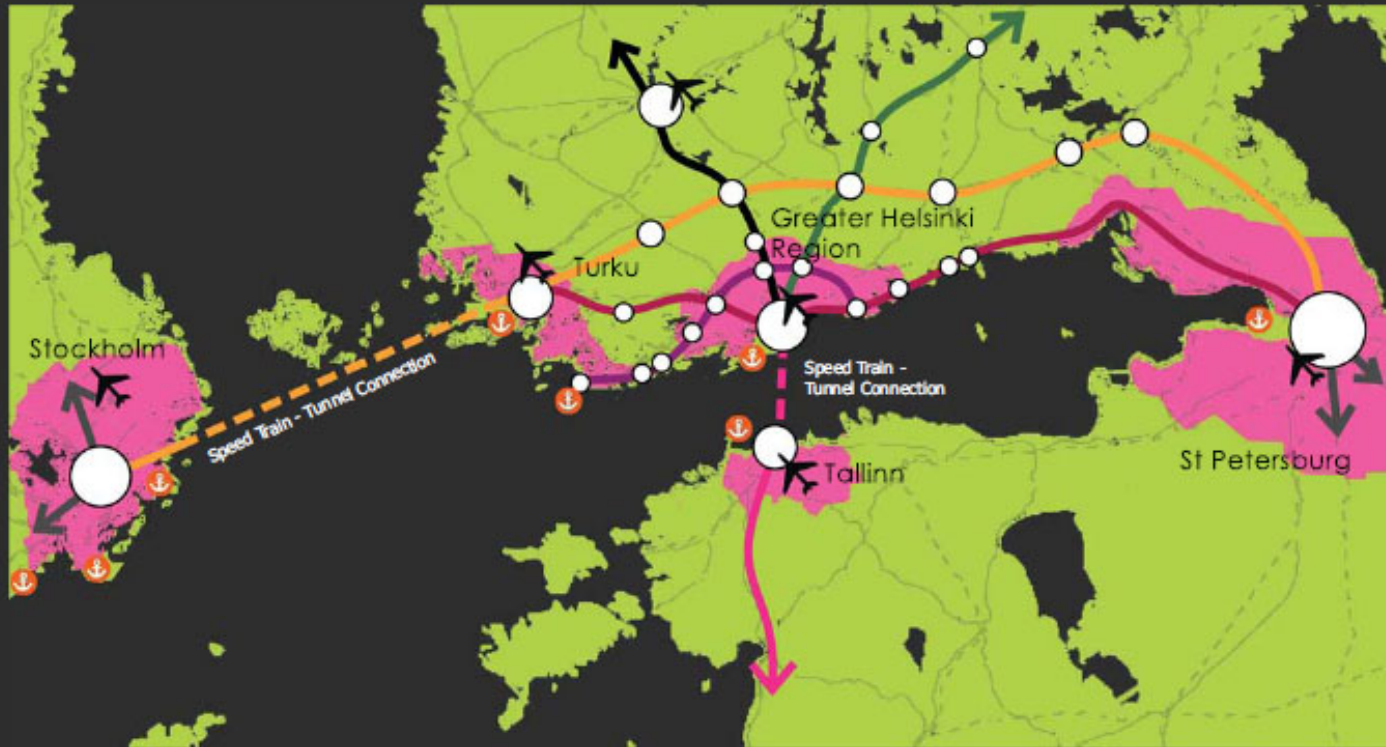 Greater Helsinki
Region
Turku
Stockholm
Speed Train - Tunnel Connection
Speed Train -
Tunnel Connection
Tallinn
St Petersburg